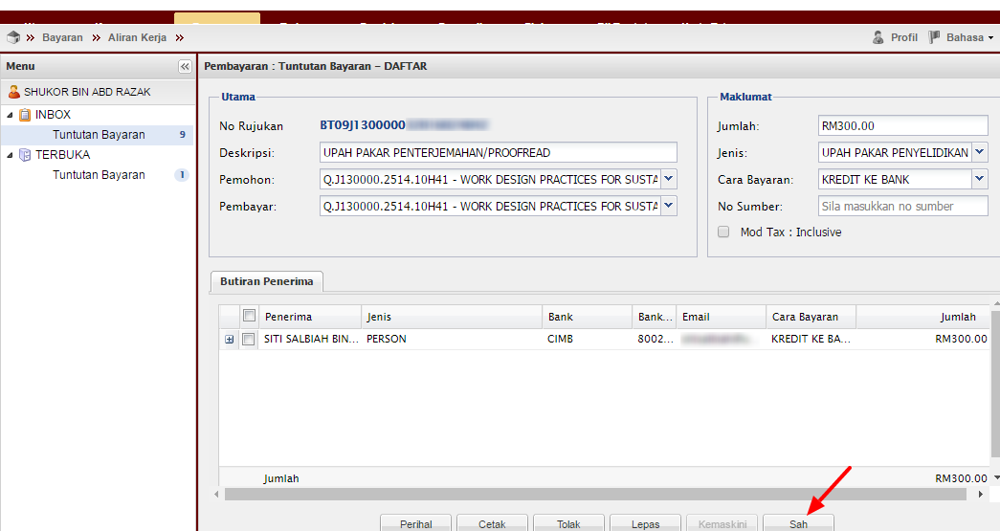 Bayaran » Aliran Kerja »
Profil Bahasa
Menu
Pembayaran : Tuntutan Bayaran – DAFTAR
SHUKOR BIN ABD RAZAK
INBOX
Tuntutan Bayaran 9
TERBUKA
Tuntutan Bayaran 1
Utama
No Rujukan BT09J1300000
Deskripsi: UPAH PAKAR PENTERJEMAHAN/PROOFREAD
Pemohon: Q.J130000.2514.10H41 - WORK DESIGN PRACTICES FOR SUSTA
Pembayar: Q.J130000.2514.10H41 - WORK DESIGN PRACTICES FOR SUSTA
Maklumat
Jumlah: RM300.00
Jenis: UPAH PAKAR PENYELIDIKAN
Cara Bayaran: KREDIT KE BANK
No Sumber: Sila masukkan no sumber
Mod Tax : Inclusive
Butiran Penerima
Penerima Jenis Bank Bank... Email Cara Bayaran Jumlah
SITI SALBIAH BIN... PERSON CIMB 8002... KREDIT KE BA... RM300.00
Jumlah RM300.00
Perihal Cetak Tolak Lepas Kemaskini Sah